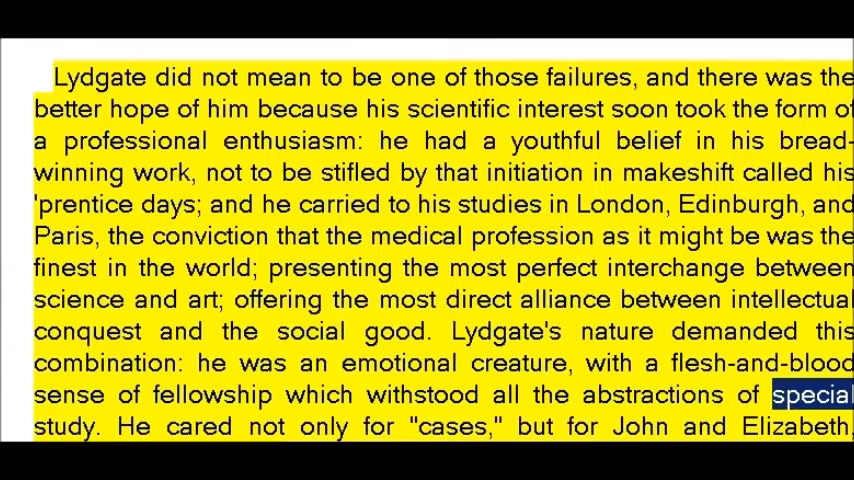 Lydgate did not mean to be one of those failures, and there was the
better hope of him because his scientific interest soon took the form of
a professional enthusiasm: he had a youthful belief in his bread-
winning work, not to be stifled by that initiation in makeshift called his
'prentice days; and he carried to his studies in London, Edinburgh, and
Paris, the conviction that the medical profession as it might be was the
finest in the world; presenting the most perfect interchange between
science and art; offering the most direct alliance between intellectual
conquest and the social good. Lydgate's nature demanded this
combination: he was an emotional creature, with a flesh-and-blood
sense of fellowship which withstood all the abstractions of special
study. He cared not only for "cases," but for John and Elizabeth,